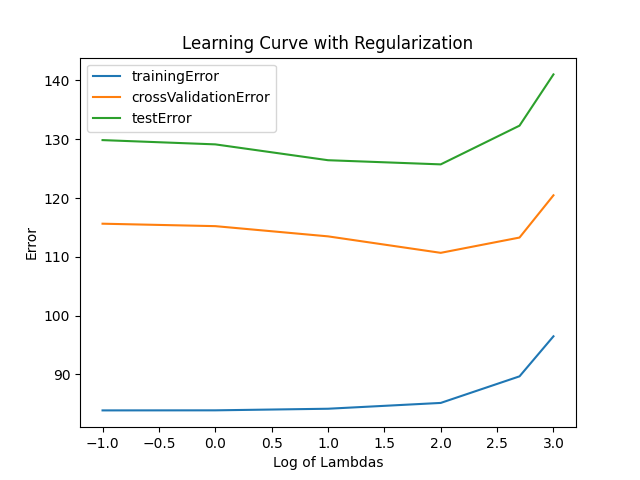 Learning Curve with Regularization
trainingError
crossValidationError
testError
140
130
120
110
100
90
Error
−1.0 −0.5 0.0 0.5 1.0 1.5 2.0 2.5 3.0
Log of Lambdas